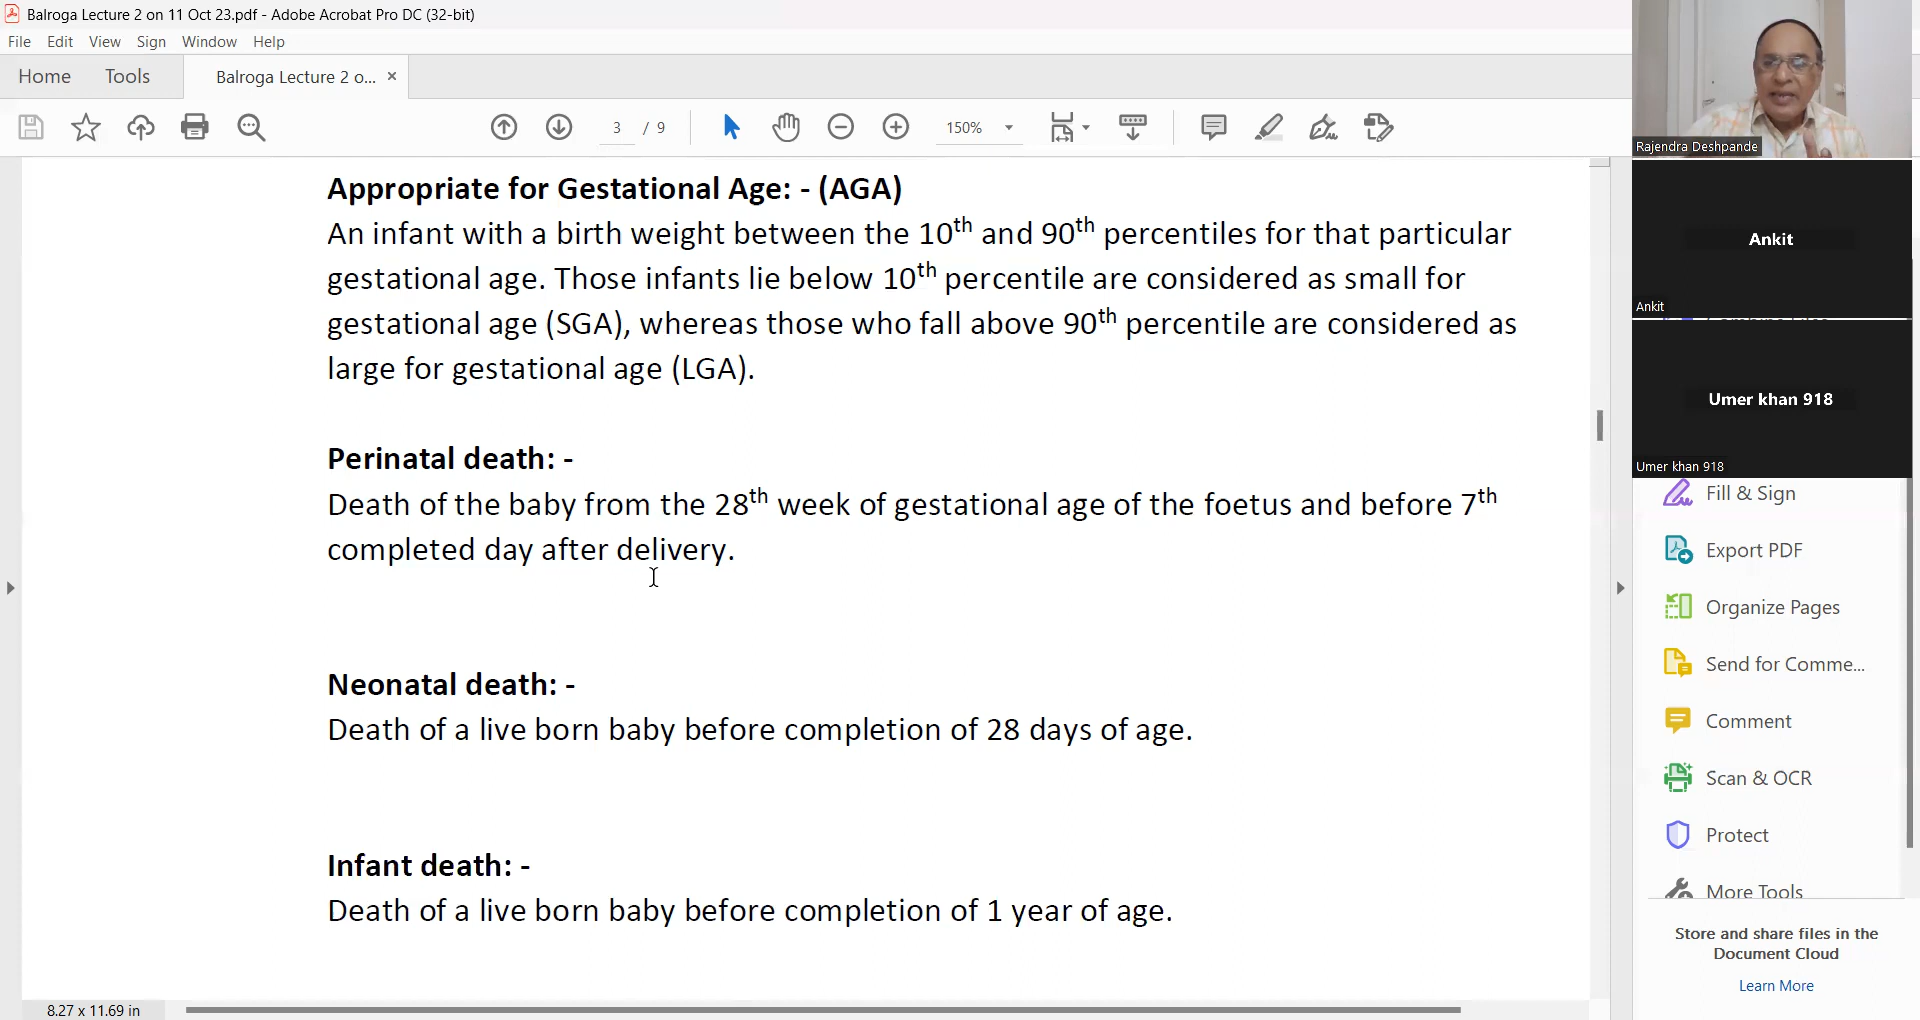 Balroga Lecture 2 on 11 Oct 23.pdf - Adobe Acrobat Pro DC (32-bit)
File Edit View Sign Window Help
Home Tools Balroga Lecture 2 o... ×
3 / 9 150%
Appropriate for Gestational Age: - (AGA)
An infant with a birth weight between the 10th and 90th percentiles for that particular
gestational age. Those infants lie below 10th percentile are considered as small for
gestational age (SGA), whereas those who fall above 90th percentile are considered as
large for gestational age (LGA).
Perinatal death: -
Death of the baby from the 28th week of gestational age of the foetus and before 7th
completed day after delivery.
Neonatal death: -
Death of a live born baby before completion of 28 days of age.
Infant death: -
Death of a live born baby before completion of 1 year of age.
8.27 x 11.69 in
Rajendra Deshpande
Ankit
Ankit
Umer khan 918
Umer khan 918
Fill & Sign
Export PDF
Organize Pages
Send for Comme...
Comment
Scan & OCR
Protect
More Tools
Store and share files in the
Document Cloud
Learn More